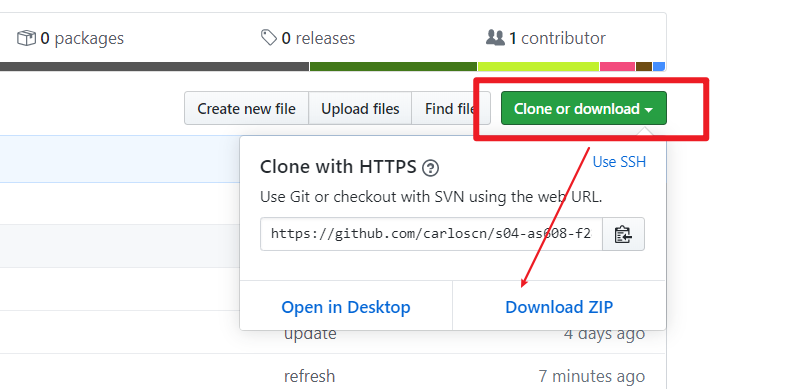 0 packages 0 releases 1 contributor
Create new file Upload files Find file Clone or download
Clone with HTTPS ? Use SSH
Use Git or checkout with SVN using the web URL.
https://github.com/carloscn/s04-as608-f2
Open in Desktop Download ZIP
update 4 days ago
refresh 7 minutes ago